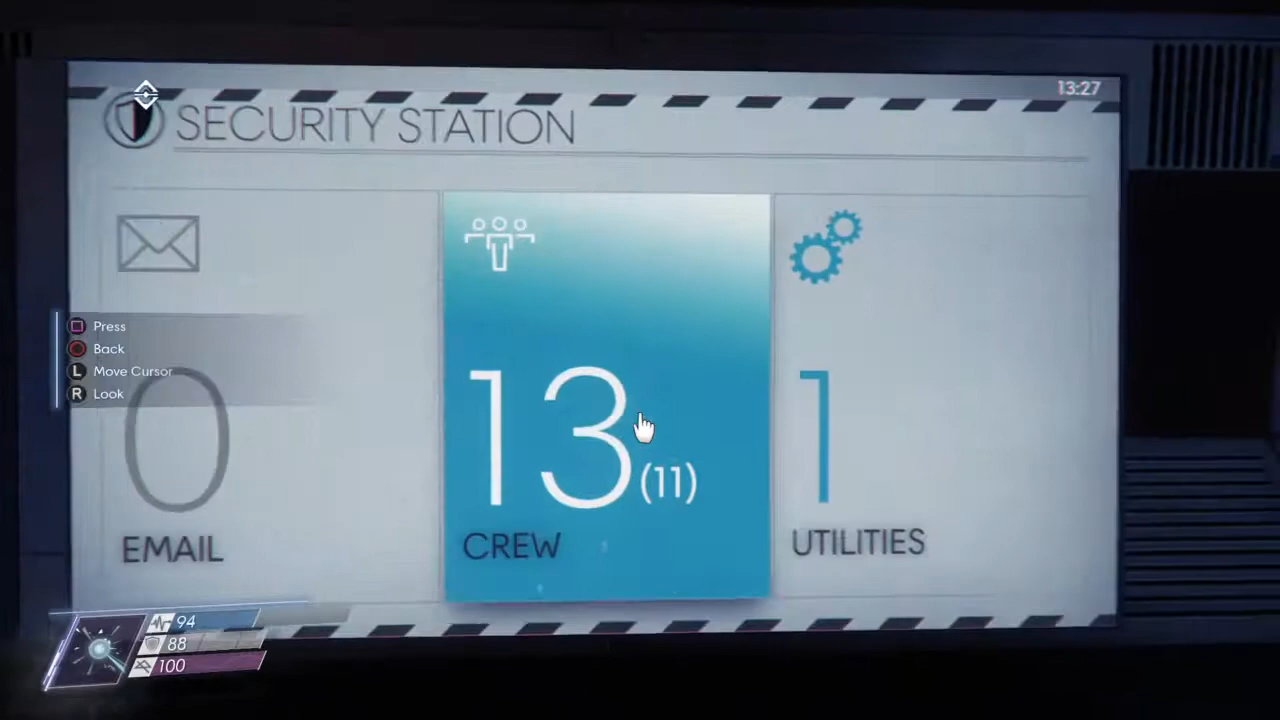 13:27
SECURITY STATION
Press
Back
L Move Cursor
R Look
0
13 (11)
1
EMAIL
CREW
UTILITIES
94
88
100